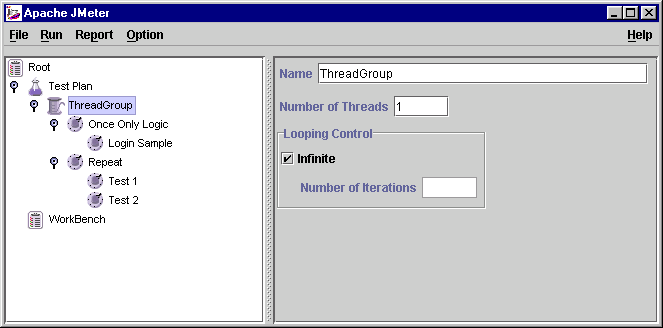 Apache JMeter
File Run Report Option Help
Root
Test Plan
ThreadGroup
Once Only Logic
Login Sample
Repeat
Test 1
Test 2
WorkBench
Name ThreadGroup
Number of Threads 1
Looping Control
Infinite
Number of Iterations